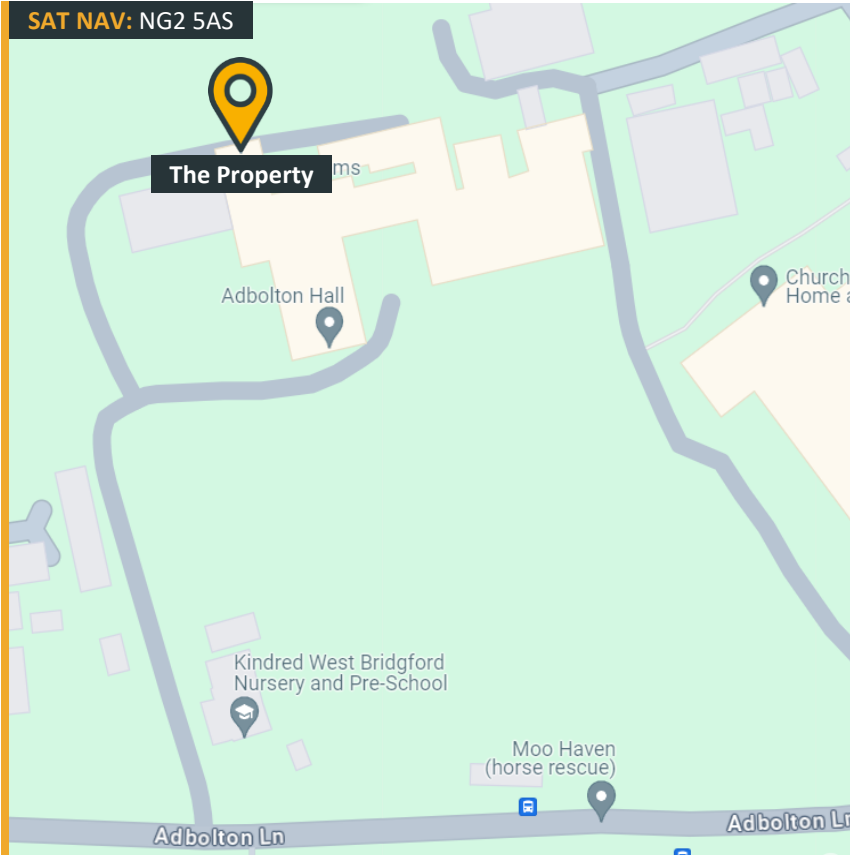 SAT NAV: NG2 5AS
The Property
Adbolton Hall
Church
Home
Kindred West Bridgford
Nursery and Pre-School
Moo Haven
(horse rescue)
Adbolton Ln
Adbolton Ln